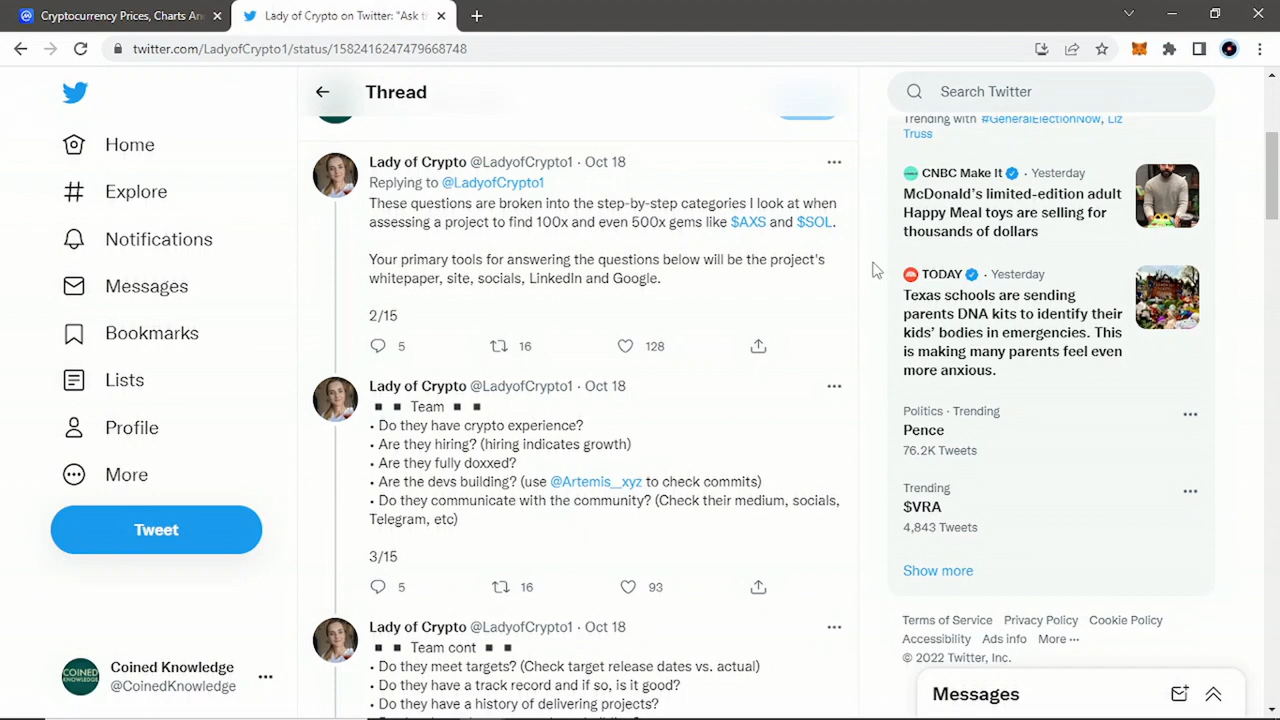 Cryptocurrency Prices, Charts An
Lady of Crypto on Twitter: "Ask t
twitter.com/LadyofCrypto1/status/1582416247479668748
Home
Explore
Notifications
Messages
Bookmarks
Lists
Profile
More
Tweet
Coined Knowledge
@CoinedKnowledge
COINED
KNOWLEDGE
Thread
Lady of Crypto @LadyofCrypto1 · Oct 18
Replying to @LadyofCrypto1
These questions are broken into the step-by-step categories I look at when
assessing a project to find 100x and even 500x gems like $AXS and $SOL.
Your primary tools for answering the questions below will be the project's
whitepaper, site, socials, LinkedIn and Google.
2/15
5 16 128
Lady of Crypto @LadyofCrypto1 · Oct 18
▪️▪️ Team ▪️▪️
• Do they have crypto experience?
• Are they hiring? (hiring indicates growth)
• Are they fully doxxed?
• Are the devs building? (use @Artemis__xyz to check commits)
• Do they communicate with the community? (Check their medium, socials,
Telegram, etc)
3/15
5 16 93
Lady of Crypto @LadyofCrypto1 · Oct 18
▪️▪️ Team cont ▪️▪️
• Do they meet targets? (Check target release dates vs. actual)
• Do they have a track record and if so, is it good?
• Do they have a history of delivering projects?
Search Twitter
Trending with #GeneralElectionNow, Liz
Truss
CNBC Make It · Yesterday
McDonald's limited-edition adult
Happy Meal toys are selling for
thousands of dollars
TODAY · Yesterday
Texas schools are sending
parents DNA kits to identify their
kids' bodies in emergencies. This
is making many parents feel even
more anxious.
Politics · Trending
Pence
76.2K Tweets
Trending
$VRA
4,843 Tweets
Show more
Terms of Service Privacy Policy Cookie Policy
Accessibility Ads info More ···
© 2022 Twitter, Inc.
Messages